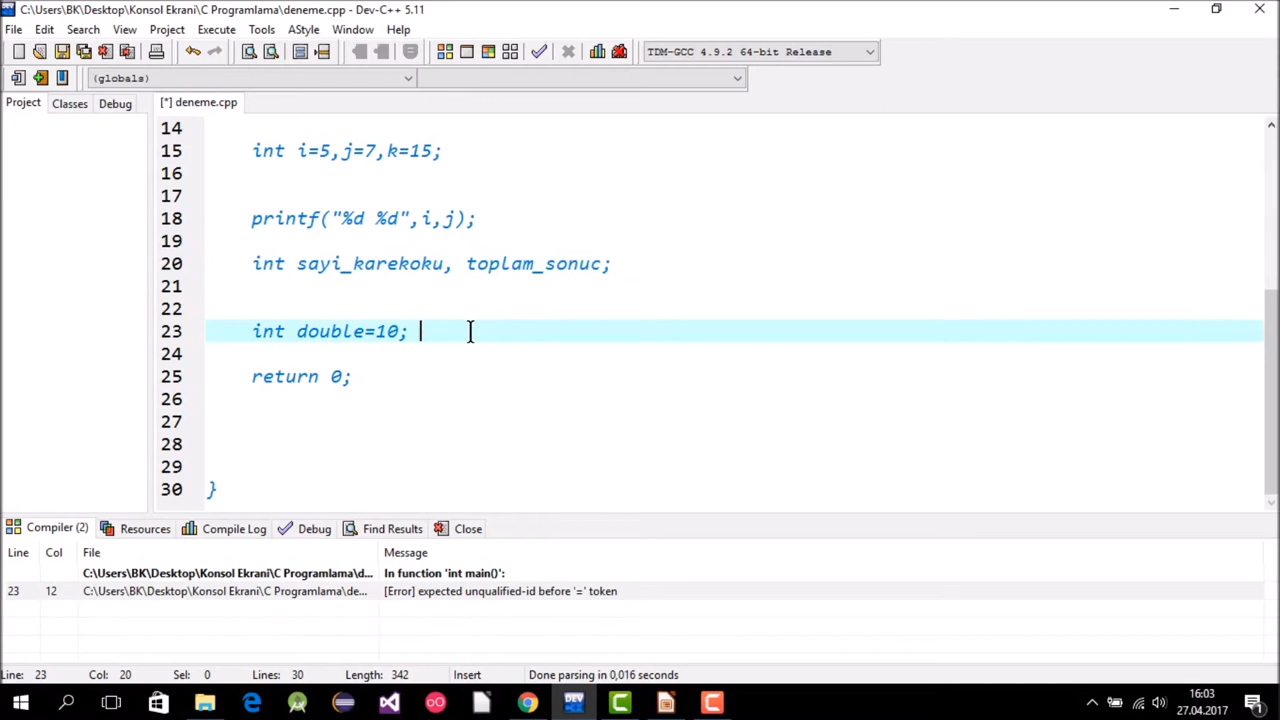 C:\Users\BK\Desktop\Konsol Ekrani\C Programlama\deneme.cpp - Dev-C++ 5.11
File Edit Search View Project Execute Tools AStyle Window Help
TDM-GCC 4.9.2 64-bit Release
(globals)
Project Classes Debug [*] deneme.cpp
14
15 int i=5,j=7,k=15;
16
17
18 printf("%d %d",i,j);
19
20 int sayi_karekoku, toplam_sonuc;
21
22
23 int double=10;
24
25 return 0;
26
27
28
29
30 }
Compiler (2) Resources Compile Log Debug Find Results Close
Line Col File Message
C:\Users\BK\Desktop\Konsol Ekrani\C Programlama\d... In function 'int main()':
23 12 C:\Users\BK\Desktop\Konsol Ekrani\C Programlama\de... [Error] expected unqualified-id before '=' token
Line: 23 Col: 20 Sel: 0 Lines: 30 Length: 342 Insert Done parsing in 0,016 seconds
DEV
16:03
27.04.2017
1